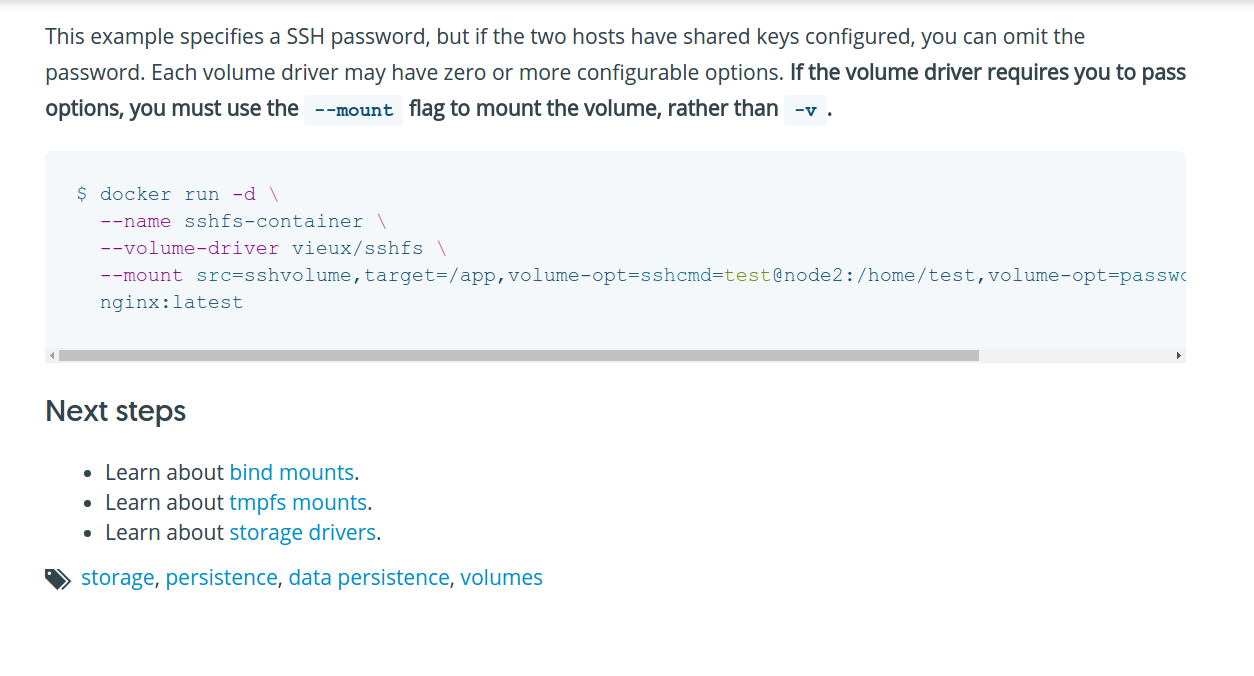 This example specifies a SSH password, but if the two hosts have shared keys configured, you can omit the
password. Each volume driver may have zero or more configurable options. If the volume driver requires you to pass
options, you must use the --mount flag to mount the volume, rather than -v .
$ docker run -d \
--name sshfs-container \
--volume-driver vieux/sshfs \
--mount src=sshvolume,target=/app,volume-opt=sshcmd=test@node2:/home/test,volume-opt=passwo
nginx:latest
Next steps
• Learn about bind mounts.
• Learn about tmpfs mounts.
• Learn about storage drivers.
storage, persistence, data persistence, volumes